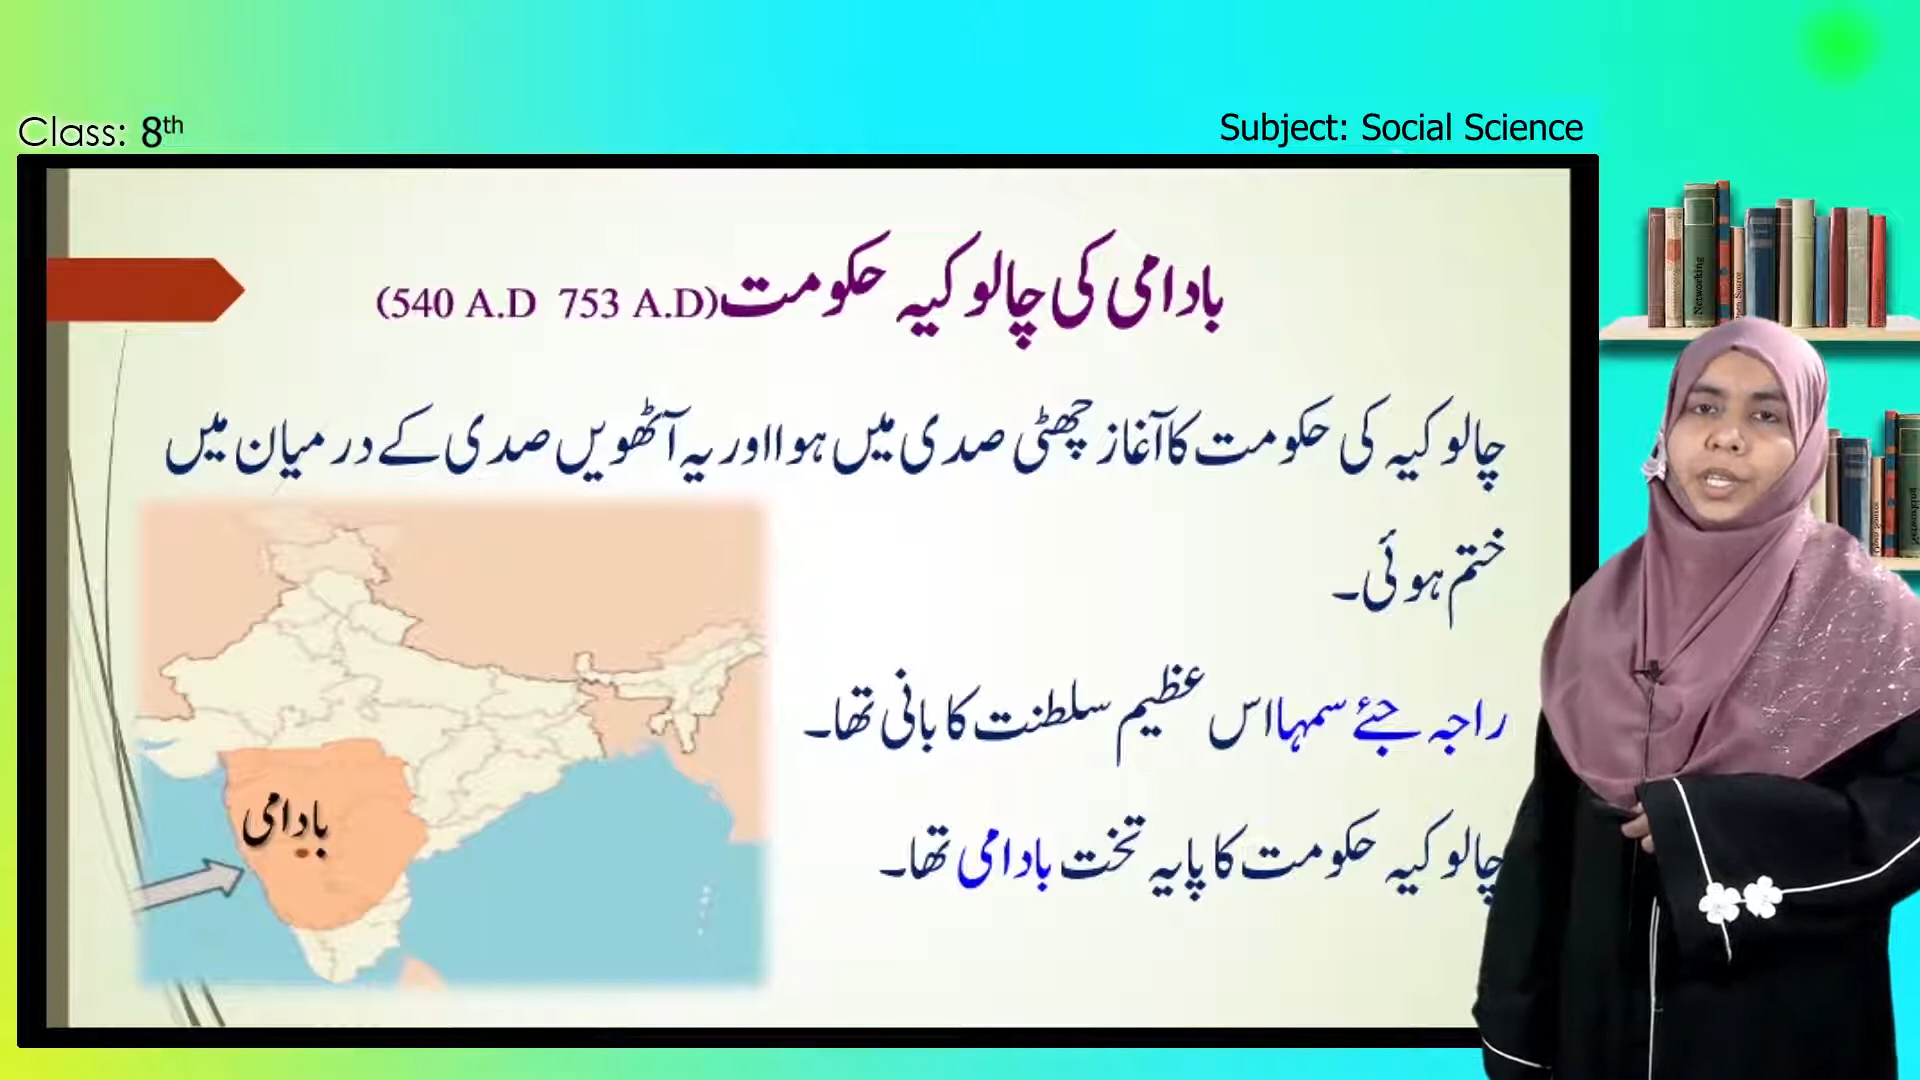 Class: 8th
Subject: Social Science
بادامی کی چالوکیہ حکومت(540 A.D 753 A.D)
چالوکیہ کی حکومت کا آغاز چھٹی صدی میں ہوا اور یہ آٹھویں صدی کے درمیان میں
ختم ہوئی۔
راجہ جئے سمہا اس عظیم سلطنت کا بانی تھا۔
چالوکیہ حکومت کا پایہ تخت بادامی تھا۔
بادامی
Networking